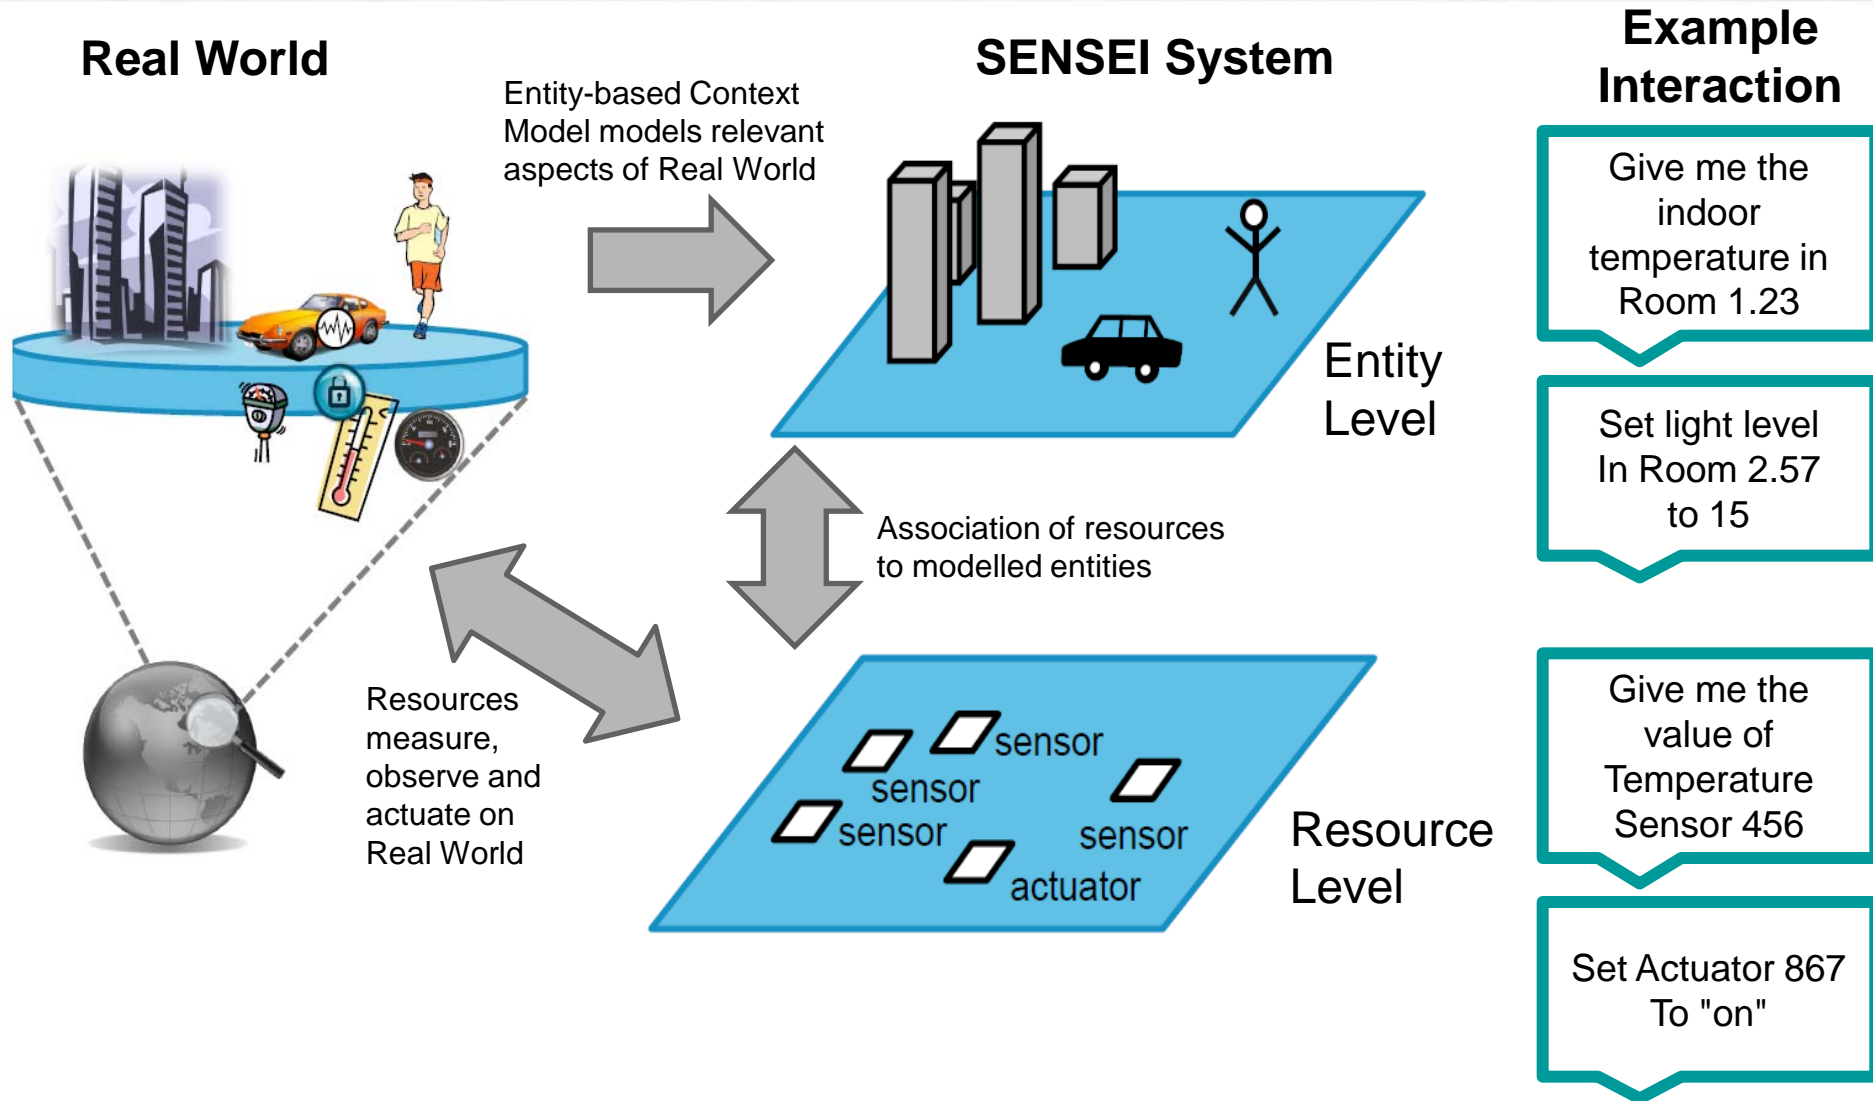 Real World
Entity-based Context
Model models relevant
aspects of Real World
SENSEI System
Entity
Level
Association of resources
to modelled entities
Resources
measure,
observe and
actuate on
Real World
sensor
sensor
sensor
sensor
actuator
Resource
Level
Example
Interaction
Give me the
indoor
temperature in
Room 1.23
Set light level
In Room 2.57
to 15
Give me the
value of
Temperature
Sensor 456
Set Actuator 867
To "on"